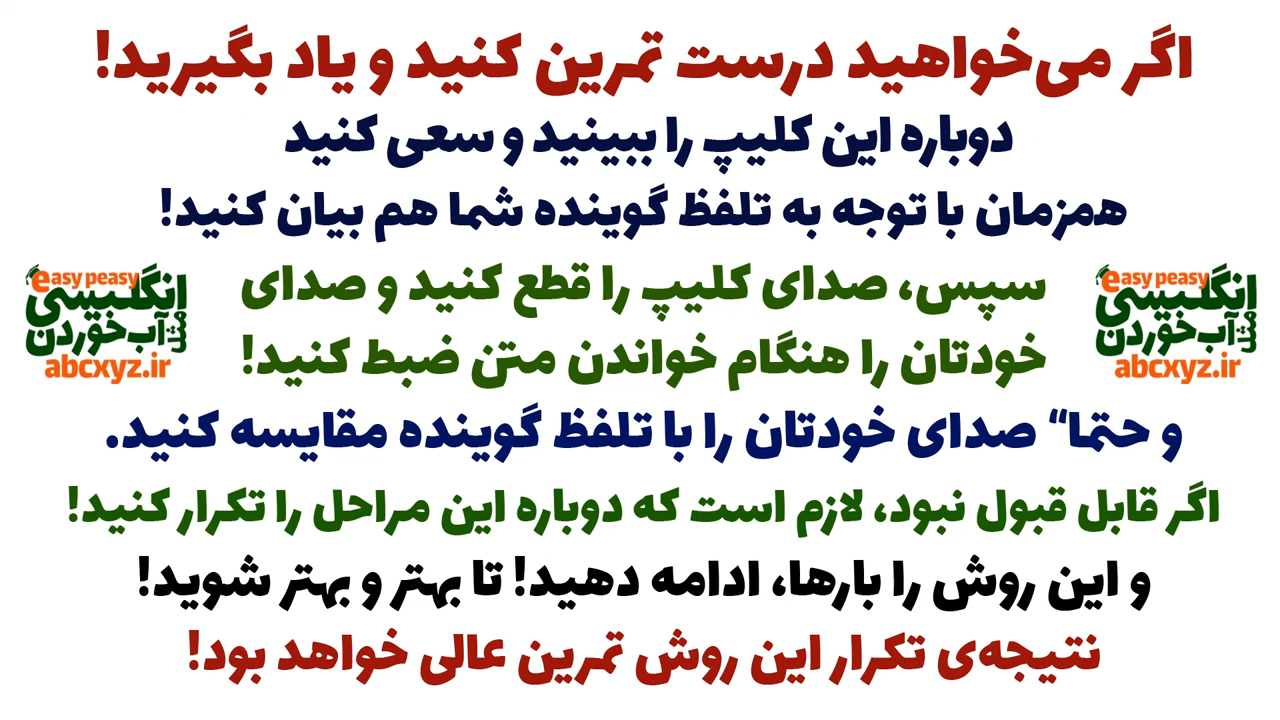 اگر می‌خواهید درست تمرین کنید و یاد بگیرید!
دوباره این کلیپ را ببینید و سعی کنید
همزمان با توجه به تلفظ گوینده شما هم بیان کنید!
سپس، صدای کلیپ را قطع کنید و صدای
خودتان را هنگام خواندن متن ضبط کنید!
و حتما“ صدای خودتان را با تلفظ گوینده مقایسه کنید.
اگر قابل قبول نبود، لازم است که دوباره این مراحل را تکرار کنید!
و این روش را بارها، ادامه دهید! تا بهتر و بهتر شوید!
نتیجه‌ی تکرار این روش تمرین عالی خواهد بود!
easy peasy
انگلیسی
مثل آب‌خوردن
abcxyz.ir
easy peasy
انگلیسی
مثل آب‌خوردن
abcxyz.ir